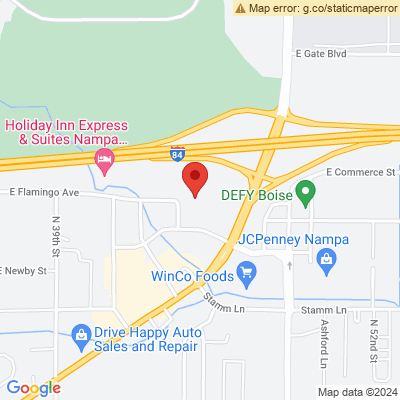 Map error: g.co/staticmaperror
E Gate Blvd
Holiday Inn Express
& Suites Nampa...
84
E Commerce St
E Flamingo Ave
DEFY Boise
N 39th St
JCPenney Nampa
E Newby St
WinCo Foods
Stamm Ln
Stamm Ln
Drive Happy Auto
Sales and Repair
Ashford Ln
N 52nd St
Google
Map data ©2024